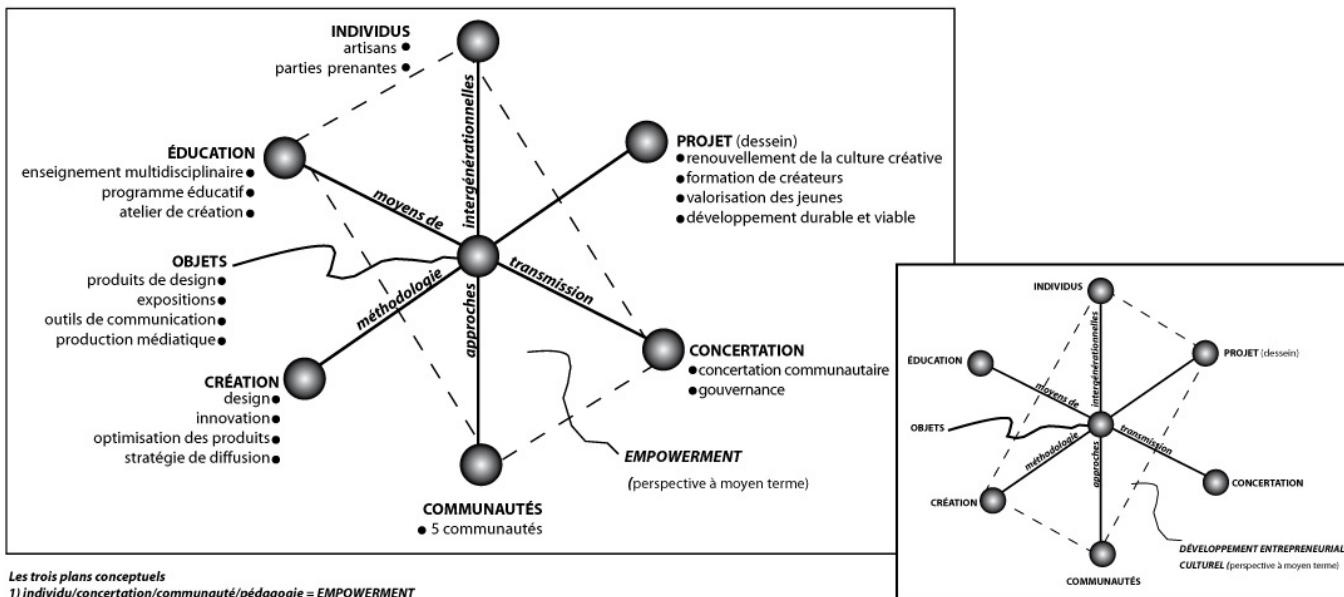 INDIVIDUS
artisans ●
parties prenantes ●
ÉDUCATION
enseignement multidisciplinaire ●
programme éducatif ●
atelier de création ●
PROJET (dessein)
● renouvellement de la culture créative
● formation de créateurs
● valorisation des jeunes
● développement durable et viable
intergénérationnelles
moyens de
OBJETS
produits de design ●
expositions ●
outils de communication ●
production médiatique ●
méthodologie
approches
transmission
CRÉATION
design ●
innovation ●
optimisation des produits ●
stratégie de diffusion ●
CONCERTATION
● concertation communautaire
● gouvernance
EMPOWERMENT
(perspective à moyen terme)
COMMUNAUTÉS
● 5 communautés
INDIVIDUS
ÉDUCATION
PROJET (dessein)
intergénérationnelles
moyens de
OBJETS
méthodologie
approches
transmission
CRÉATION
CONCERTATION
DÉVELOPPEMENT ENTREPRENEURIAL
CULTUREL (perspective à moyen terme)
COMMUNAUTÉS
Les trois plans conceptuels
1) individu/concertation/communauté/pédagogie = EMPOWERMENT